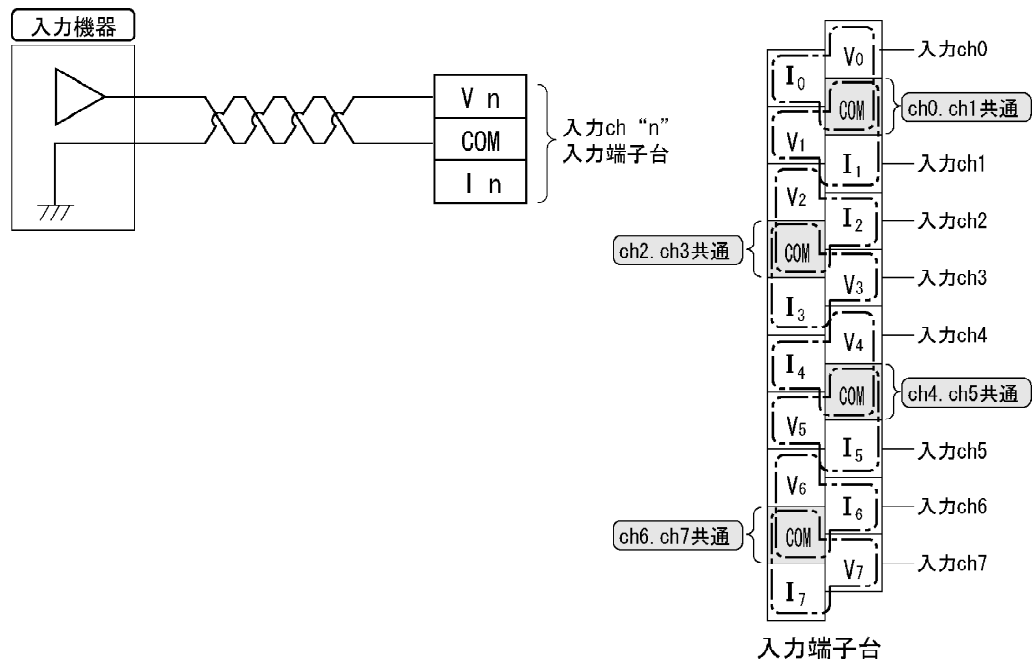 入力機器
V n
COM
I n
入力ch “n”
入力端子台
V0
入力ch0
I0
COM
ch0. ch1共通
V1
I1
入力ch1
V2
I2
入力ch2
ch2. ch3共通
COM
V3
入力ch3
I3
V4
入力ch4
I4
COM
ch4. ch5共通
V5
I5
入力ch5
V6
I6
入力ch6
ch6. ch7共通
COM
V7
入力ch7
I7
入力端子台